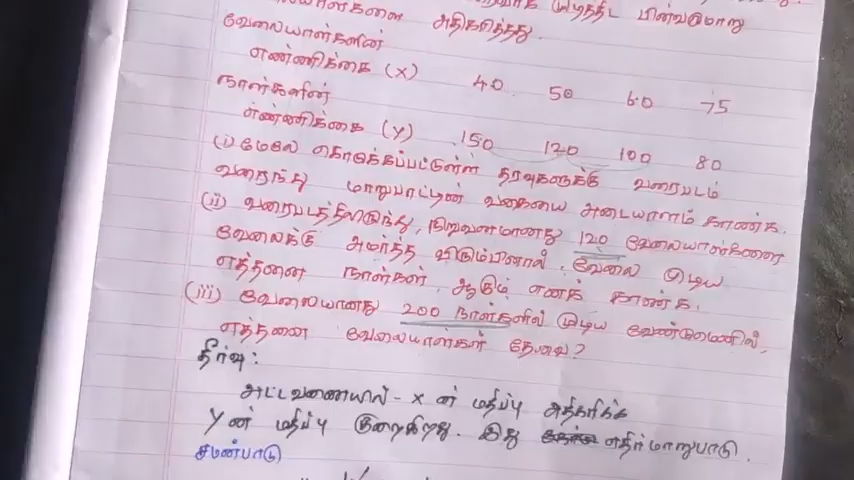 முடித்திட பின்வருமாறு
வேலையாள்களை அதிகரித்தது.
வேலையாள்களின்
எண்ணிக்கை (x) 40 50 60 75
நாள்களின்
எண்ணிக்கை (y) 150 120 100 80
(i) மேலே கொடுக்கப்பட்டுள்ள தரவுகளுக்கு வரைபடம்
வரைந்து மாறுபாட்டின் வகையை அடையாளம் காண்க.
(ii) வரைபடத்திலிருந்து, நிறுவனமானது 120 வேலையாள்களை
வேலைக்கு அமர்த்த விரும்பினால், வேலை முடிய
எத்தனை நாள்கள் ஆகும் எனக் காண்க.
(iii) வேலையானது 200 நாள்களில் முடிய வேண்டுமெனில்,
எத்தனை வேலையாள்கள் தேவை?
தீர்வு:
அட்டவணையில் - x ன் மதிப்பு அதிகரிக்க
y ன் மதிப்பு குறைகிறது. இது எதிர்மாறுபாடு.
சமன்பாடு